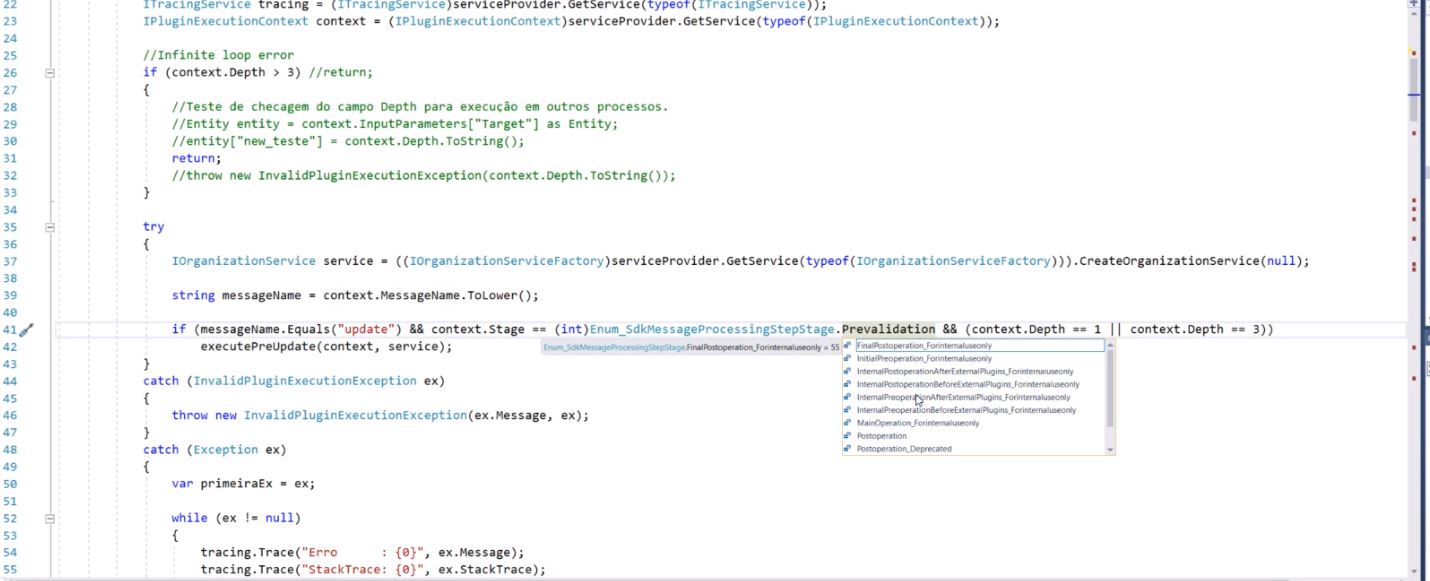 22 ITracingService tracing = (ITracingService)serviceProvider.GetService(typeof(ITracingService));
23 IPluginExecutionContext context = (IPluginExecutionContext)serviceProvider.GetService(typeof(IPluginExecutionContext));
24
25 //Infinite loop error
26 if (context.Depth > 3) //return;
27 {
28 //Teste de checagem do campo Depth para execução em outros processos.
29 //Entity entity = context.InputParameters["Target"] as Entity;
30 //entity["new_teste"] = context.Depth.ToString();
31 return;
32 //throw new InvalidPluginExecutionException(context.Depth.ToString());
33 }
34
35 try
36 {
37 IOrganizationService service = ((IOrganizationServiceFactory)serviceProvider.GetService(typeof(IOrganizationServiceFactory))).CreateOrganizationService(null);
38
39 string messageName = context.MessageName.ToLower();
40
41 if (messageName.Equals("update") && context.Stage == (int)Enum_SdkMessageProcessingStepStage.Prevalidation && (context.Depth == 1 || context.Depth == 3))
42 executePreUpdate(context, service);
Enum_SdkMessageProcessingStepStage.FinalPostoperation_Forinternaluseonly = 55
FinalPostoperation_Forinternaluseonly
InitialPreoperation_Forinternaluseonly
InternalPostoperationAfterExternalPlugins_Forinternaluseonly
InternalPostoperationBeforeExternalPlugins_Forinternaluseonly
InternalPreoperationAfterExternalPlugins_Forinternaluseonly
InternalPreoperationBeforeExternalPlugins_Forinternaluseonly
MainOperation_Forinternaluseonly
Postoperation
Postoperation_Deprecated
43 }
44 catch (InvalidPluginExecutionException ex)
45 {
46 throw new InvalidPluginExecutionException(ex.Message, ex);
47 }
48 catch (Exception ex)
49 {
50 var primeiraEx = ex;
51
52 while (ex != null)
53 {
54 tracing.Trace("Erro : {0}", ex.Message);
55 tracing.Trace("StackTrace: {0}", ex.StackTrace);